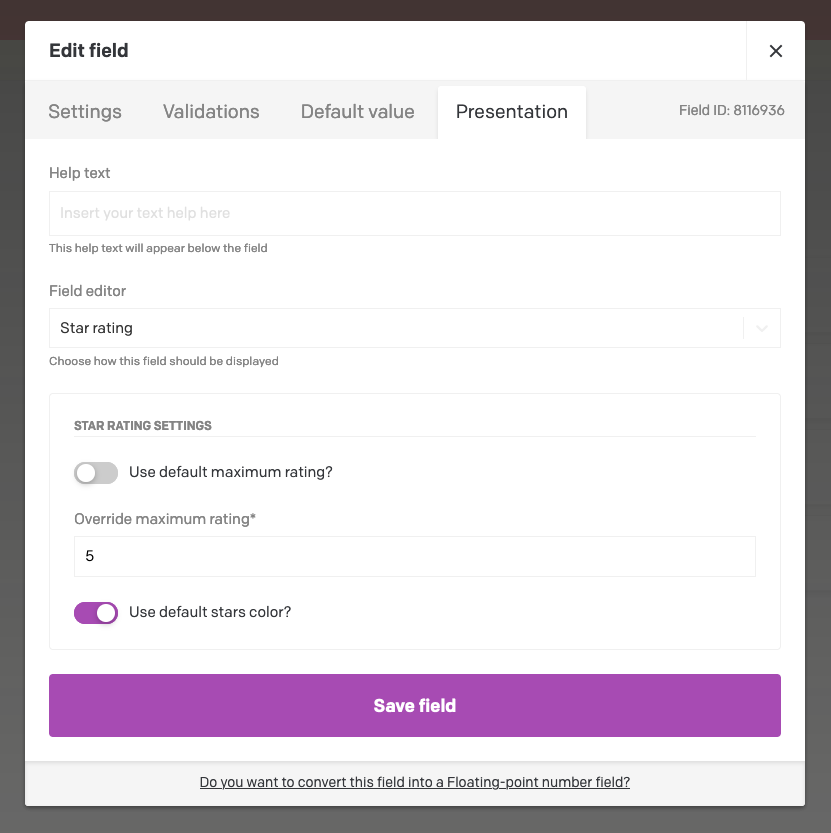 Edit field
Settings Validations Default value Presentation Field ID: 8116936
Help text
Insert your text help here
This help text will appear below the field
Field editor
Star rating
Choose how this field should be displayed
STAR RATING SETTINGS
Use default maximum rating?
Override maximum rating*
5
Use default stars color?
Save field
Do you want to convert this field into a Floating-point number field?